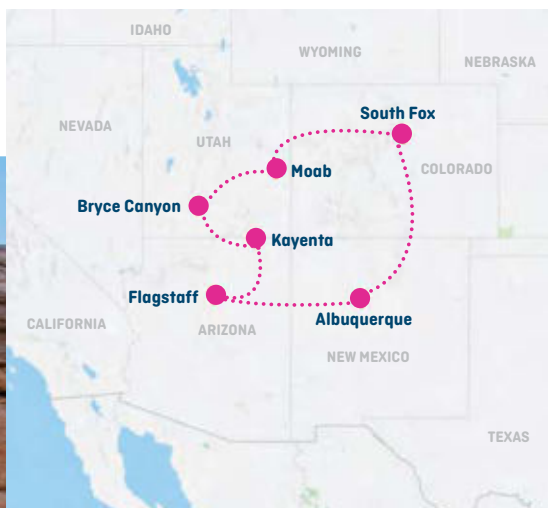 IDAHO
WYOMING
NEBRASKA
South Fox
NEVADA
UTAH
COLORADO
Moab
Bryce Canyon
Kayenta
Flagstaff
Albuquerque
CALIFORNIA
ARIZONA
NEW MEXICO
TEXAS